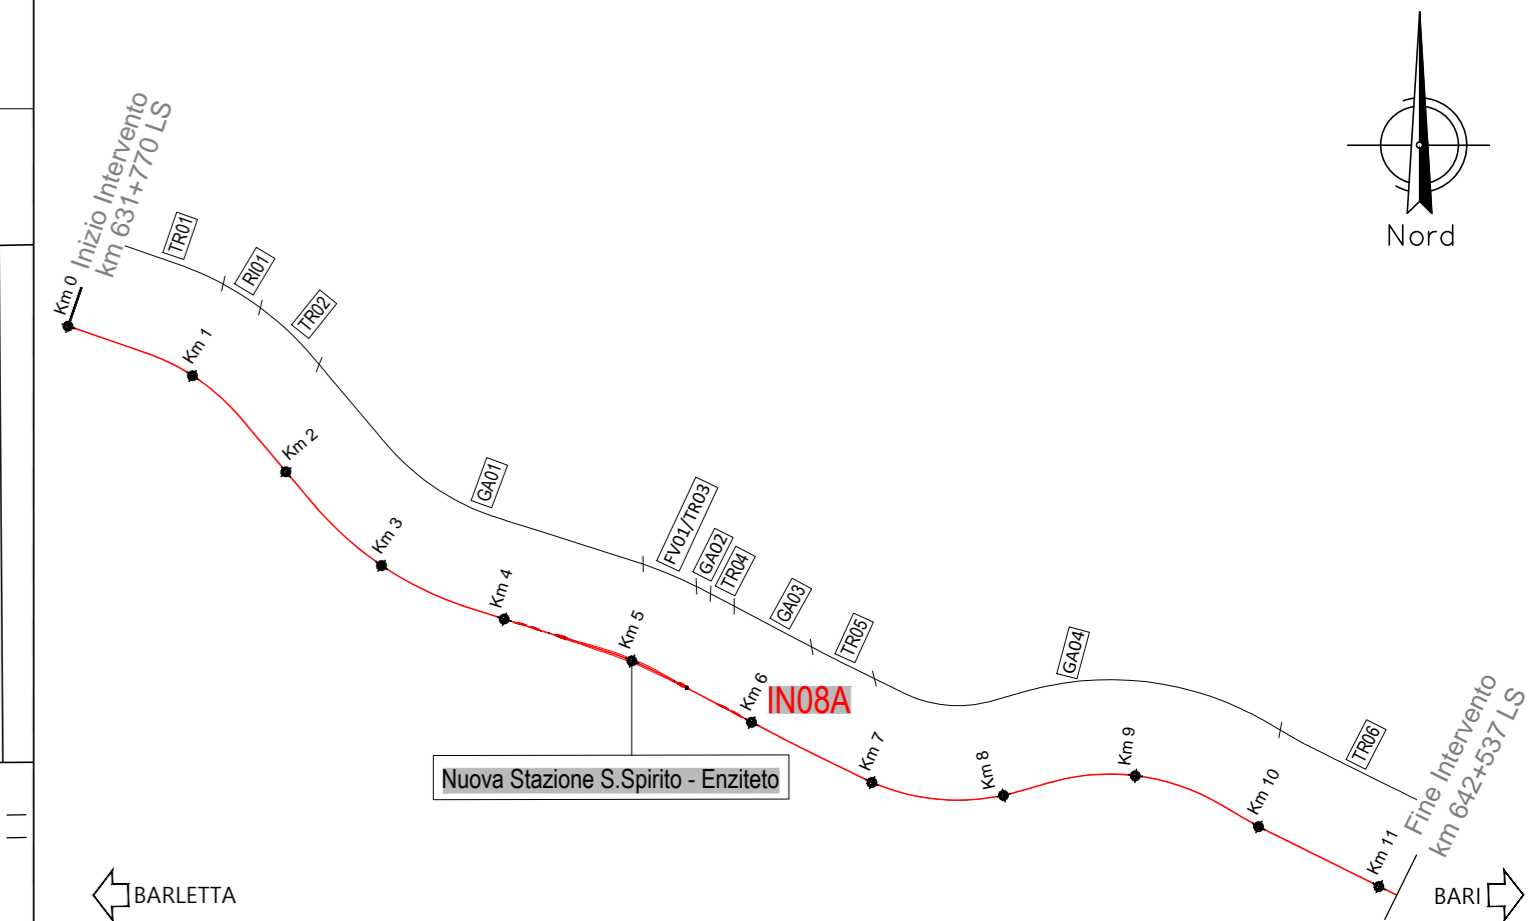 Nord
Inizio Intervento
km 631+770 LS
TR01
RI01
TR02
GA01
FV01/TR03
GA02
TR04
GA03
TR05
GA04
TR06
Km 0
Km 1
Km 2
Km 3
Km 4
Km 5
Km 6
IN08A
Km 7
Km 8
Km 9
Km 10
Km 11
Fine Intervento
km 642+537 LS
Nuova Stazione S.Spirito - Enziteto
BARLETTA
BARI